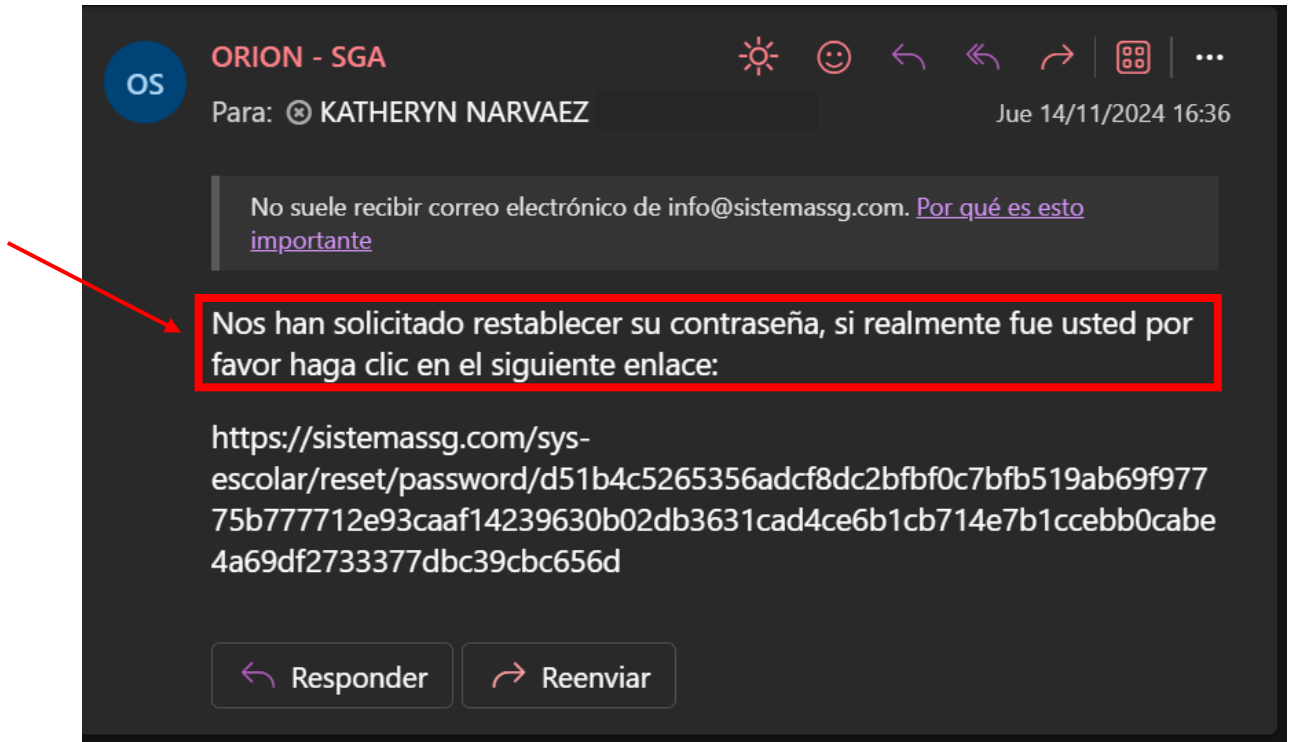 OS
ORION - SGA
Para: KATHERYN NARVAEZ
Jue 14/11/2024 16:36
No suele recibir correo electrónico de info@sistemassg.com. Por qué es esto
importante
Nos han solicitado restablecer su contraseña, si realmente fue usted por
favor haga clic en el siguiente enlace:
https://sistemassg.com/sys-
escolar/reset/password/d51b4c5265356adcf8dc2bfbf0c7bfb519ab69f977
75b777712e93caaf14239630b02db3631cad4ce6b1cb714e7b1ccebb0cabe
4a69df2733377dbc39cbc656d
Responder
Reenviar